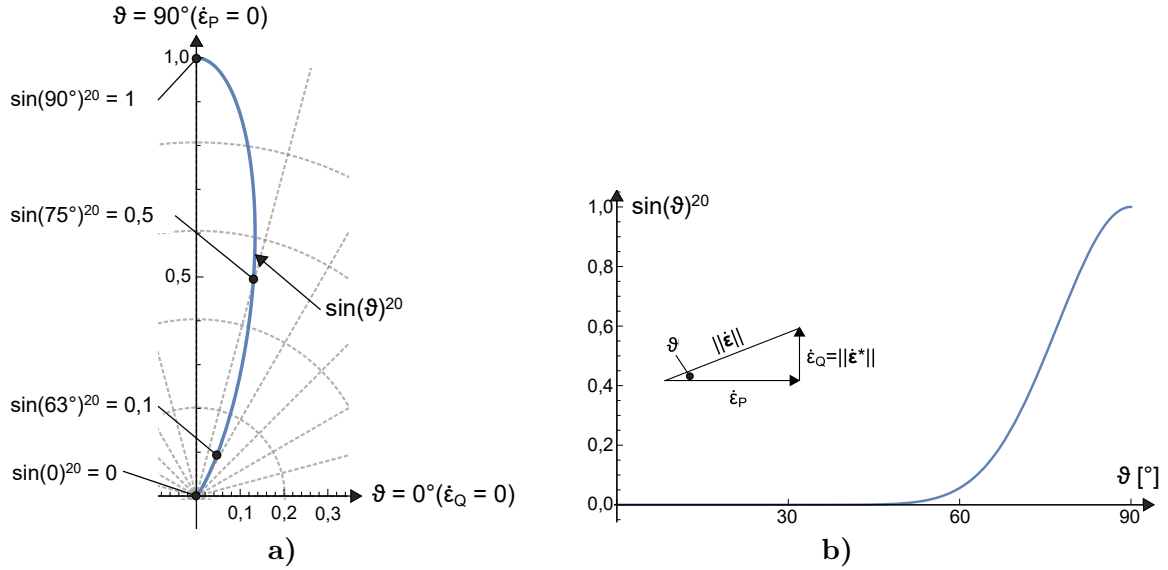 ϑ = 90°(ε̇P = 0)
1,0
sin(90°)²⁰ = 1
sin(75°)²⁰ = 0,5
0,5
sin(ϑ)²⁰
sin(63°)²⁰ = 0,1
sin(0)²⁰ = 0
ϑ = 0°(ε̇Q = 0)
0,1 0,2 0,3
a)
1,0 sin(ϑ)²⁰
0,8
0,6
ϑ ||ε̇||
ε̇Q=||ε̇*||
0,4
ε̇P
0,2
ϑ [°]
0,0
30 60 90
b)